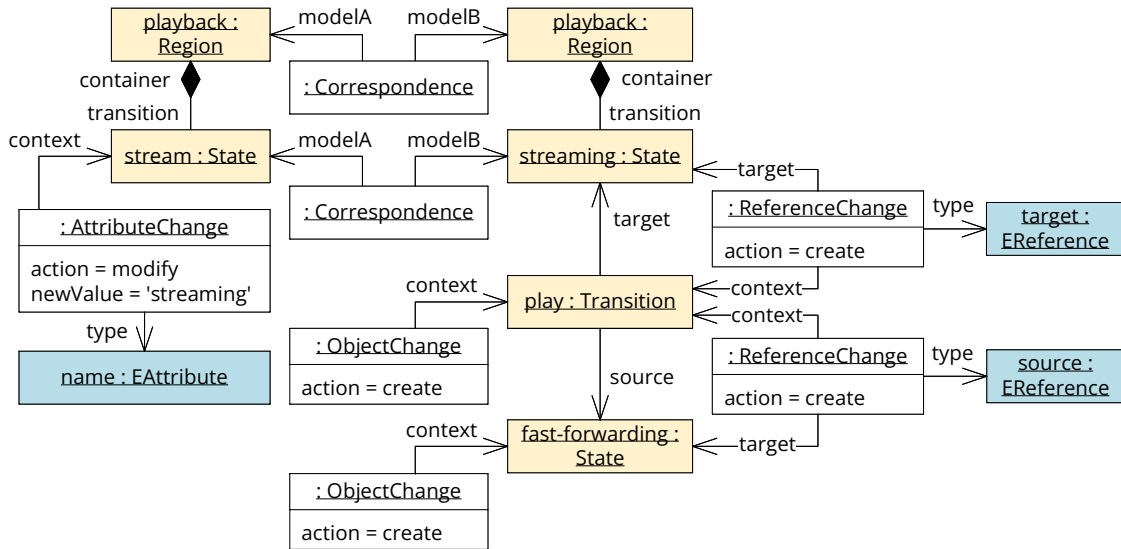 playback :
Region
modelA
modelB
playback :
Region
container
: Correspondence
container
transition
transition
context
stream : State
modelA
modelB
streaming : State
target
: Correspondence
: AttributeChange
action = modify
newValue = 'streaming'
target
: ReferenceChange
action = create
type
target :
EReference
context
context
play : Transition
context
type
name : EAttribute
: ObjectChange
action = create
source
: ReferenceChange
action = create
type
source :
EReference
context
fast-forwarding :
State
target
: ObjectChange
action = create